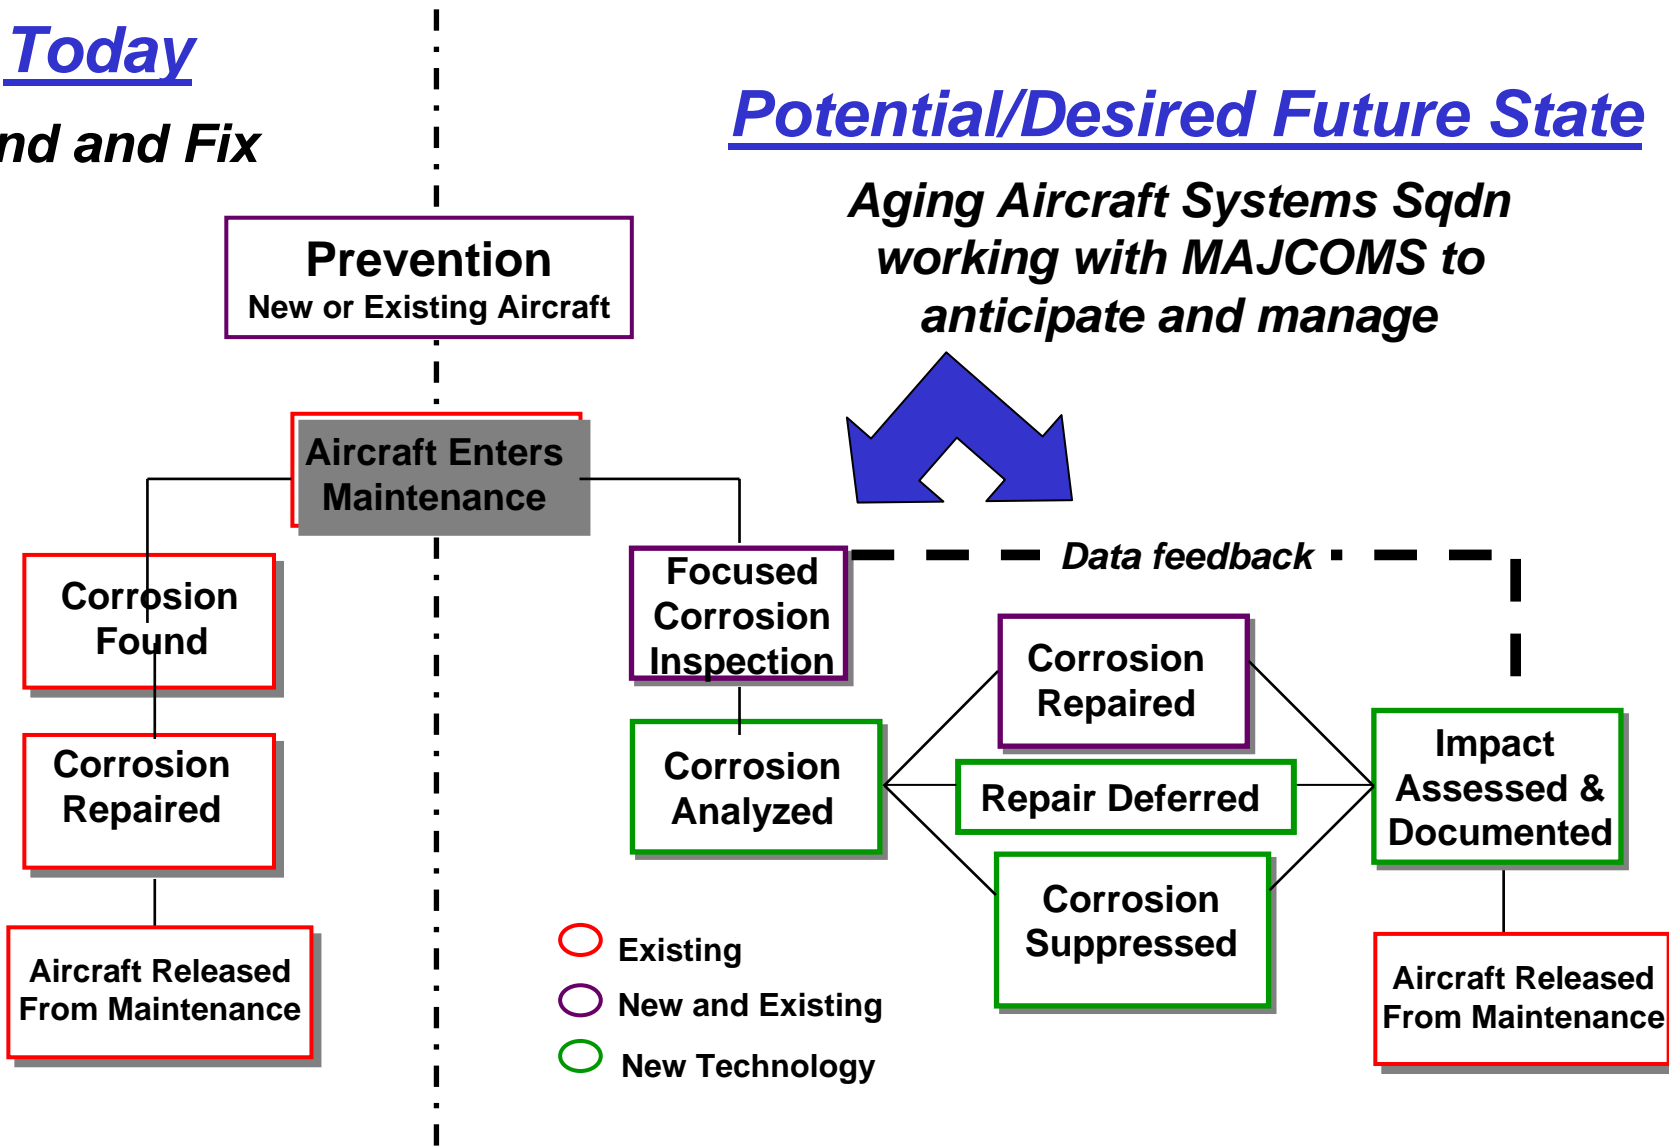 Today
nd and Fix
Potential/Desired Future State
Aging Aircraft Systems Sqdn
working with MAJCOMS to
anticipate and manage
Prevention
New or Existing Aircraft
Aircraft Enters
Maintenance
Corrosion
Found
Corrosion
Repaired
Aircraft Released
From Maintenance
Focused
Corrosion
Inspection
Data feedback
Corrosion
Analyzed
Corrosion
Repaired
Repair Deferred
Corrosion
Suppressed
Impact
Assessed &
Documented
Aircraft Released
From Maintenance
Existing
New and Existing
New Technology